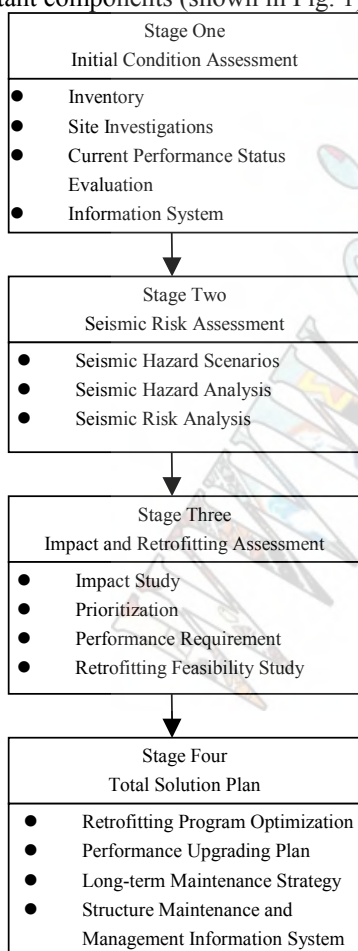 tant components (shown in Fig. 1)
Stage One
Initial Condition Assessment
● Inventory
● Site Investigations
● Current Performance Status
Evaluation
● Information System
Stage Two
Seismic Risk Assessment
● Seismic Hazard Scenarios
● Seismic Hazard Analysis
● Seismic Risk Analysis
Stage Three
Impact and Retrofitting Assessment
● Impact Study
● Prioritization
● Performance Requirement
● Retrofitting Feasibility Study
Stage Four
Total Solution Plan
● Retrofitting Program Optimization
● Performance Upgrading Plan
● Long-term Maintenance Strategy
● Structure Maintenance and
Management Information System